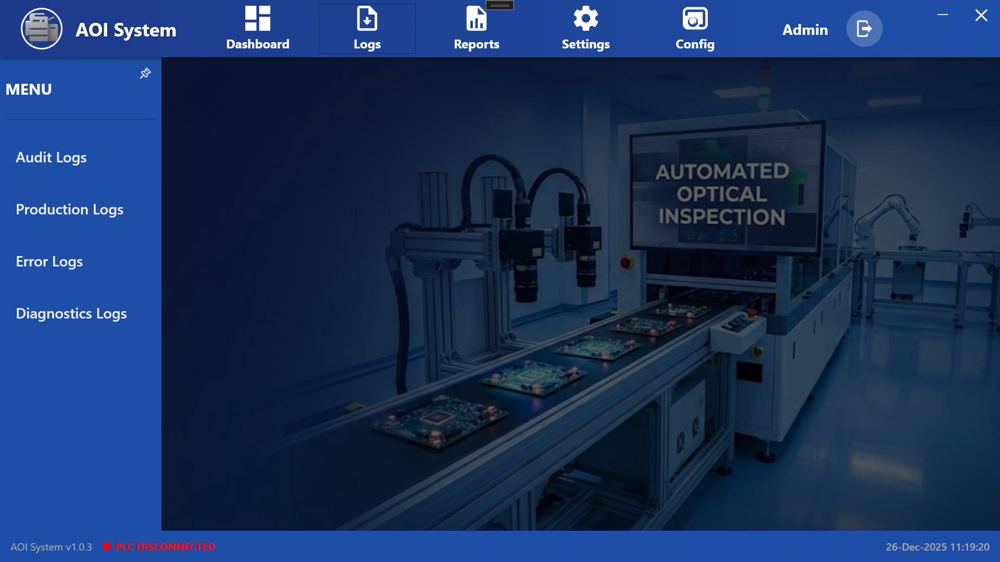 AOI System
Dashboard
Logs
Reports
Settings
Config
Admin
MENU
Audit Logs
Production Logs
Error Logs
Diagnostics Logs
AUTOMATED
OPTICAL
INSPECTION
AOI System v1.0.3
PLC DISCONNECTED
26-Dec-2025 11:19:20